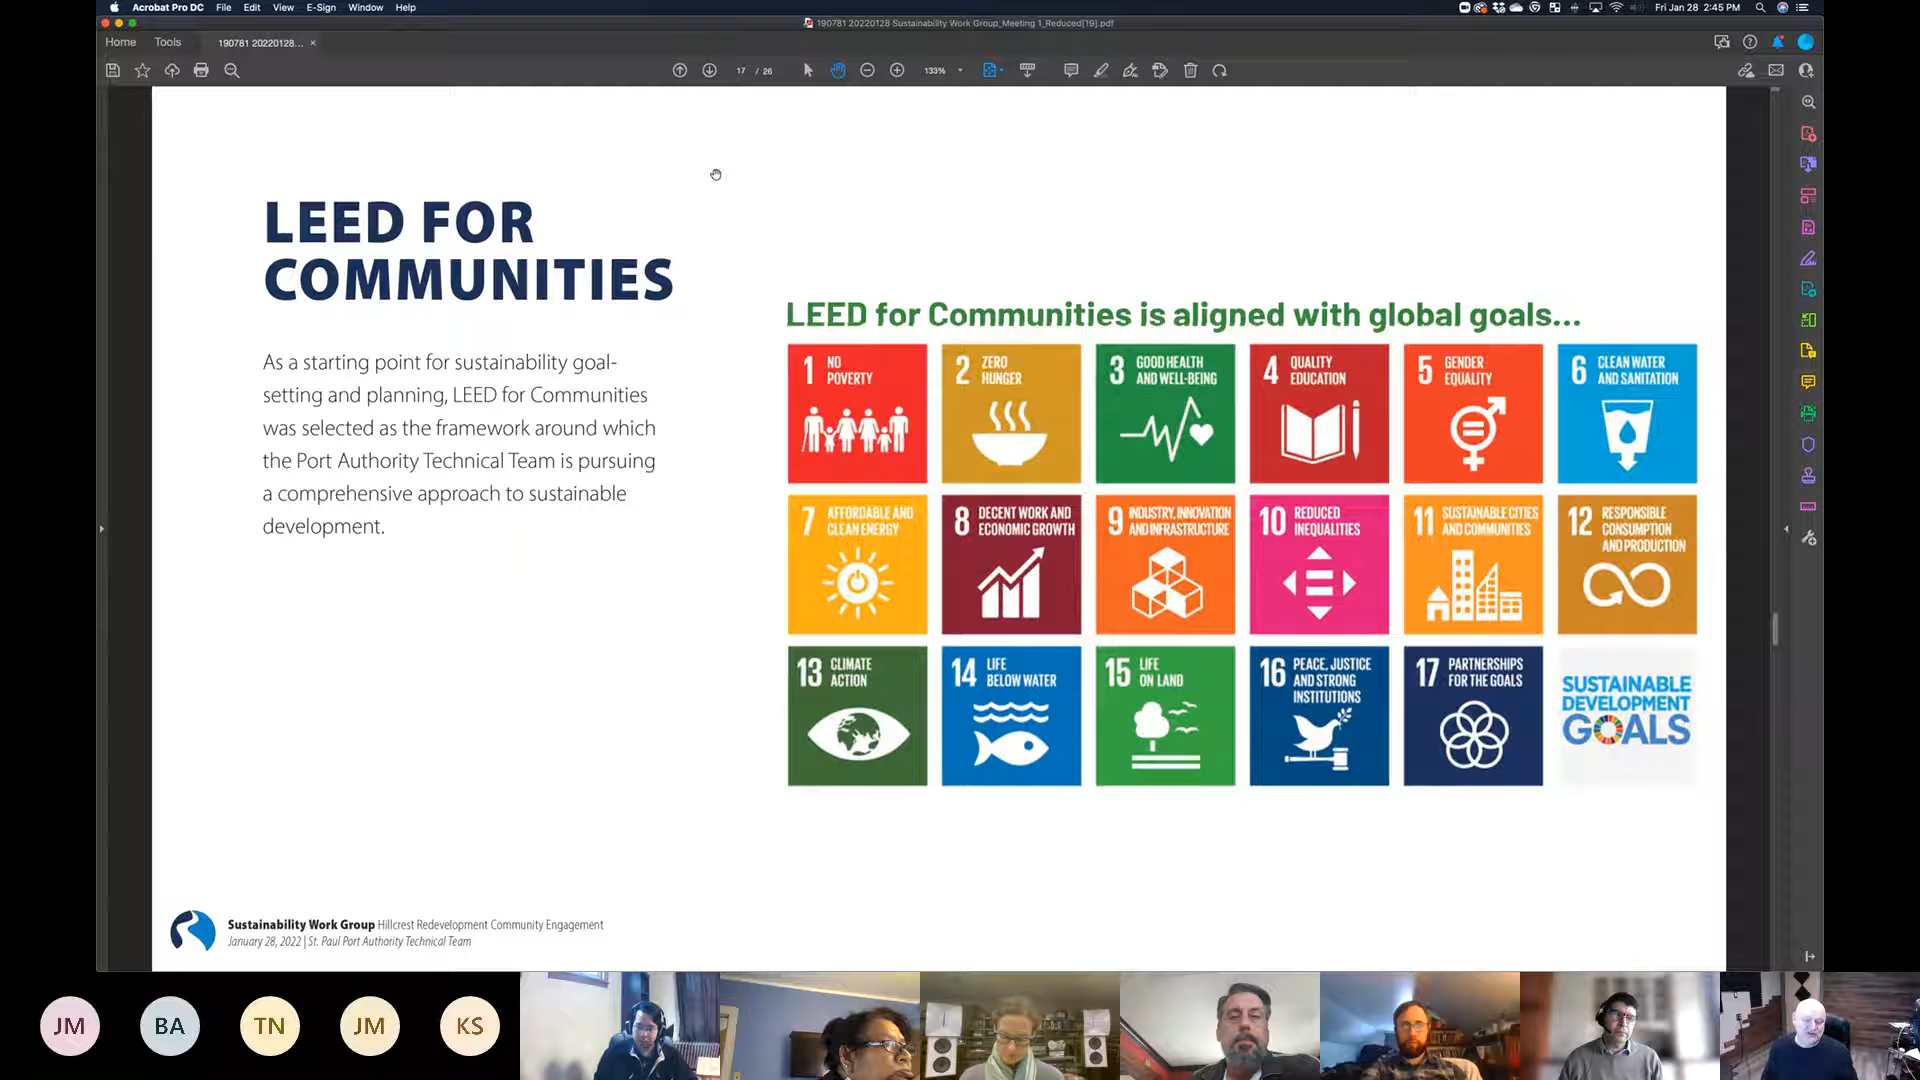 Acrobat Pro DC File Edit View E-Sign Window Help
Fri Jan 28 2:45 PM
190781 20220128 Sustainability Work Group_Meeting 1_Reduced[19].pdf
Home Tools 190781 20220128... ×
17 / 26
133%
LEED FOR
COMMUNITIES
As a starting point for sustainability goal-
setting and planning, LEED for Communities
was selected as the framework around which
the Port Authority Technical Team is pursuing
a comprehensive approach to sustainable
development.
LEED for Communities is aligned with global goals...
1 NO
POVERTY
2 ZERO
HUNGER
3 GOOD HEALTH
AND WELL-BEING
4 QUALITY
EDUCATION
5 GENDER
EQUALITY
6 CLEAN WATER
AND SANITATION
7 AFFORDABLE AND
CLEAN ENERGY
8 DECENT WORK AND
ECONOMIC GROWTH
9 INDUSTRY, INNOVATION
AND INFRASTRUCTURE
10 REDUCED
INEQUALITIES
11 SUSTAINABLE CITIES
AND COMMUNITIES
12 RESPONSIBLE
CONSUMPTION
AND PRODUCTION
13 CLIMATE
ACTION
14 LIFE
BELOW WATER
15 LIFE
ON LAND
16 PEACE, JUSTICE
AND STRONG
INSTITUTIONS
17 PARTNERSHIPS
FOR THE GOALS
SUSTAINABLE
DEVELOPMENT
GOALS
Sustainability Work Group Hillcrest Redevelopment Community Engagement
January 28, 2022 | St. Paul Port Authority Technical Team
JM BA TN JM KS